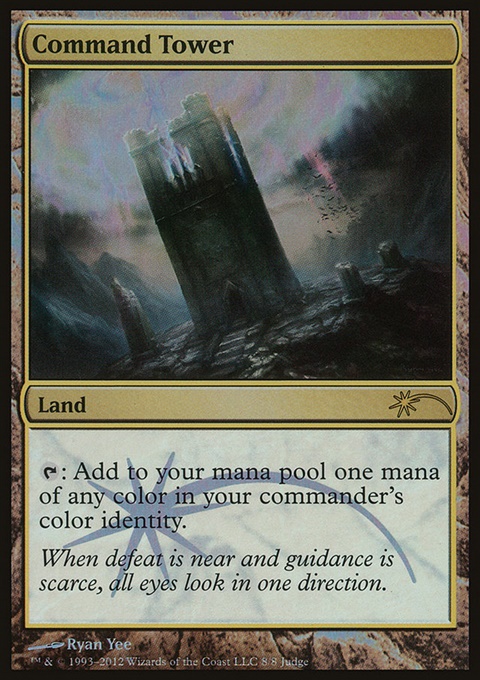 Command Tower
Land
: Add to your mana pool one mana
of any color in your commander's
color identity.
When defeat is near and guidance is
scarce, all eyes look in one direction.
Ryan Yee
™ & © 1993–2012 Wizards of the Coast LLC 8/8 Judge